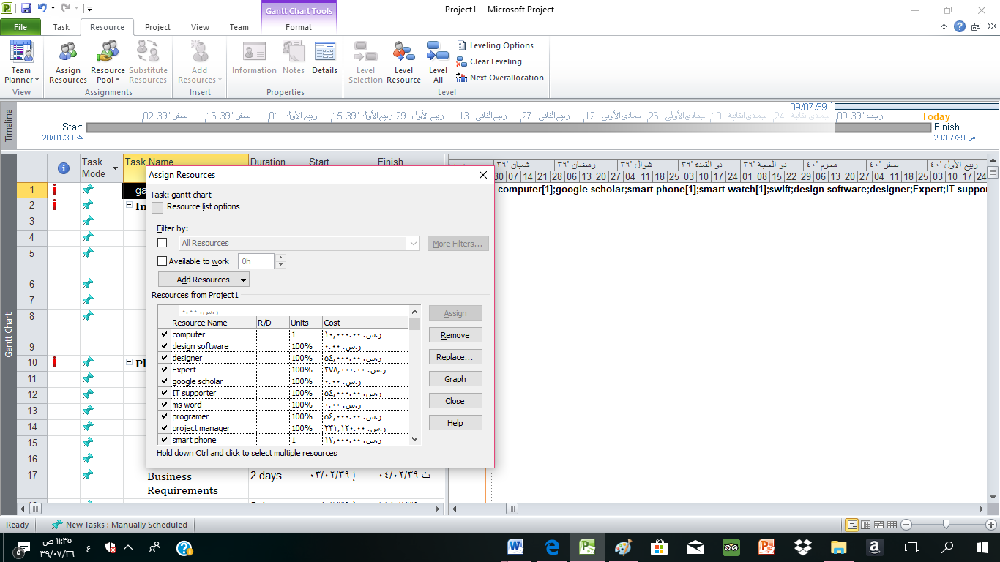 Gantt Chart Tools
Project1 - Microsoft Project
File Task Resource Project View Team Format
Team Planner
Assign Resources
Resource Pool
Substitute Resources
Add Resources
Information
Notes
Details
Level Selection
Level Resource
Level All
Leveling Options
Clear Leveling
Next Overallocation
View Assignments Insert Properties Level
Timeline
09/07/39 أ
صفر '39 02
صفر '39 16
ربيع الأول 01
ربيع الأول '39 15
ربيع الأول 29
ربيع الثاني 13
ربيع الثاني 27
جمادى الأولى 12
جمادى الأولى 26
جمادى الثانية 10
جمادى الثانية 24
رجب '39 09
Today
Start
ث 20/01/39
Finish
س 29/07/39
Gantt Chart
Task Mode
Task Name
Duration
Start
Finish
شعبان '٣٩
رمضان '٣٩
شوال '٣٩
ذو القعدة '٣٩
ذو الحجة '٣٩
محرم '٤٠
صفر '٤٠
ربيع الأول '٤٠
30 07 14 21 28 06 13 20 27 04 11 18 25 03 10 17 24 01 08 15 22 29 06 13 20 27 04 11 18 25 03 10 17 24
1
computer[1];google scholar;smart phone[1];smart watch[1];swift;design software;designer;Expert;IT suppor
2
3
4
5
6
7
8
9
10
11
12
13
14
15
16
17
Business Requirements
2 days
أ ٠٣/٠٢/٣٩
ث ٠٤/٠٢/٣٩
Assign Resources
Task: gantt chart
- Resource list options
Filter by:
All Resources
More Filters...
Available to work
0h
Add Resources
Resources from Project1
ر.س. ٠.٠٠
Resource Name R/D Units Cost
computer 1 ر.س. ١٠,٠٠٠.٠٠
design software 100% ر.س. ٠.٠٠
designer 100% ر.س. ٥٤,٠٠٠.٠٠
Expert 100% ر.س. ٣٧٨,٠٠٠.٠٠
google scholar 100% ر.س. ٠.٠٠
IT supporter 100% ر.س. ٥٤,٠٠٠.٠٠
ms word 100% ر.س. ٠.٠٠
programer 100% ر.س. ٥٤,٠٠٠.٠٠
project manager 100% ر.س. ٢٣١,١٢٠.٠٠
smart phone 1 ر.س. ١٢,٠٠٠.٠٠
Assign
Remove
Replace...
Graph
Close
Help
Hold down Ctrl and click to select multiple resources
Ready
New Tasks : Manually Scheduled
١١:٣٥ ص
٣٩/٠٧/٢٦
ع